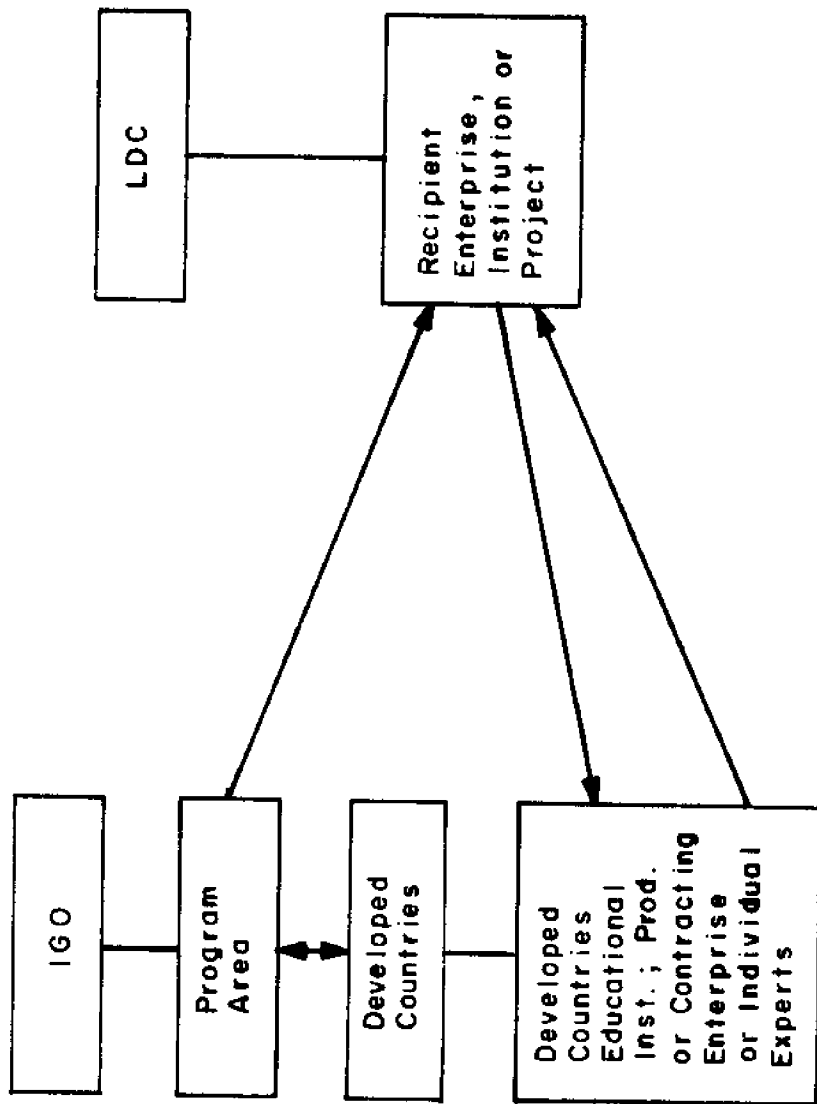 IGO
Program
Area
Developed
Countries
Developed
Countries
Educational
Inst.; Prod.
or Contracting
Enterprise
or Individual
Experts
LDC
Recipient
Enterprise,
Institution or
Project